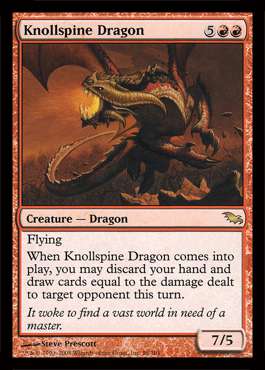 Knollspine Dragon 5
Creature — Dragon
Flying
When Knollspine Dragon comes into
play, you may discard your hand and
draw cards equal to the damage dealt
to target opponent this turn.
It woke to find a vast world in need of a
master.
Steve Prescott
7/5